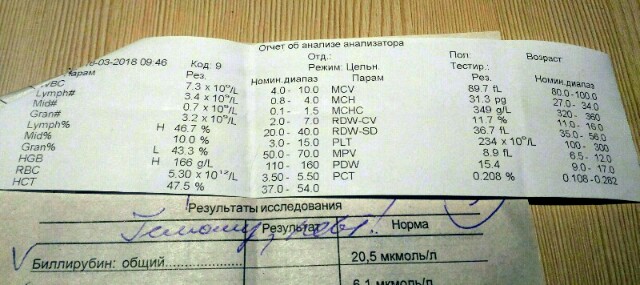 Отчет об анализе анализатора
6-03-2018 09 46 Код: 9 Отд.: Пол: Возраст
Режим: Цельн. Тестир.:
Парам Рез. Номин.диапаз Парам Рез. Номин.диапаз
WBC 7.3 x 10⁹/L 4.0 - 10.0 MCV 89.7 fL 80.0-100.0
Lymph# 3.4 x 10⁹/L 0.8 - 4.0 MCH 31.3 pg 27.0 - 34.0
Mid# 0.7 x 10⁹/L 0.1 - 1.5 MCHC 349 g/L 320 - 360
Gran# 3.2 x 10⁹/L 2.0 - 7.0 RDW-CV 11.7 % 11.0 - 16.0
Lymph% H 46.7 % 20.0 - 40.0 RDW-SD 36.7 fL 35.0 - 56.0
Mid% 10.0 % 3.0 - 15.0 PLT 234 x 10⁹/L 100 - 300
Gran% L 43.3 % 50.0 - 70.0 MPV 8.9 fL 6.5 - 12.0
HGB H 166 g/L 110 - 160 PDW 15.4 9.0 - 17.0
RBC 5.30 x 10¹²/L 3.50 - 5.50 PCT 0.208 % 0.108-0.282
HCT 47.5 % 37.0 - 54.0
Результаты исследования
Результат Норма
Биллирубин: общий 20,5 мкмоль/л
6,1 мкмоль/л